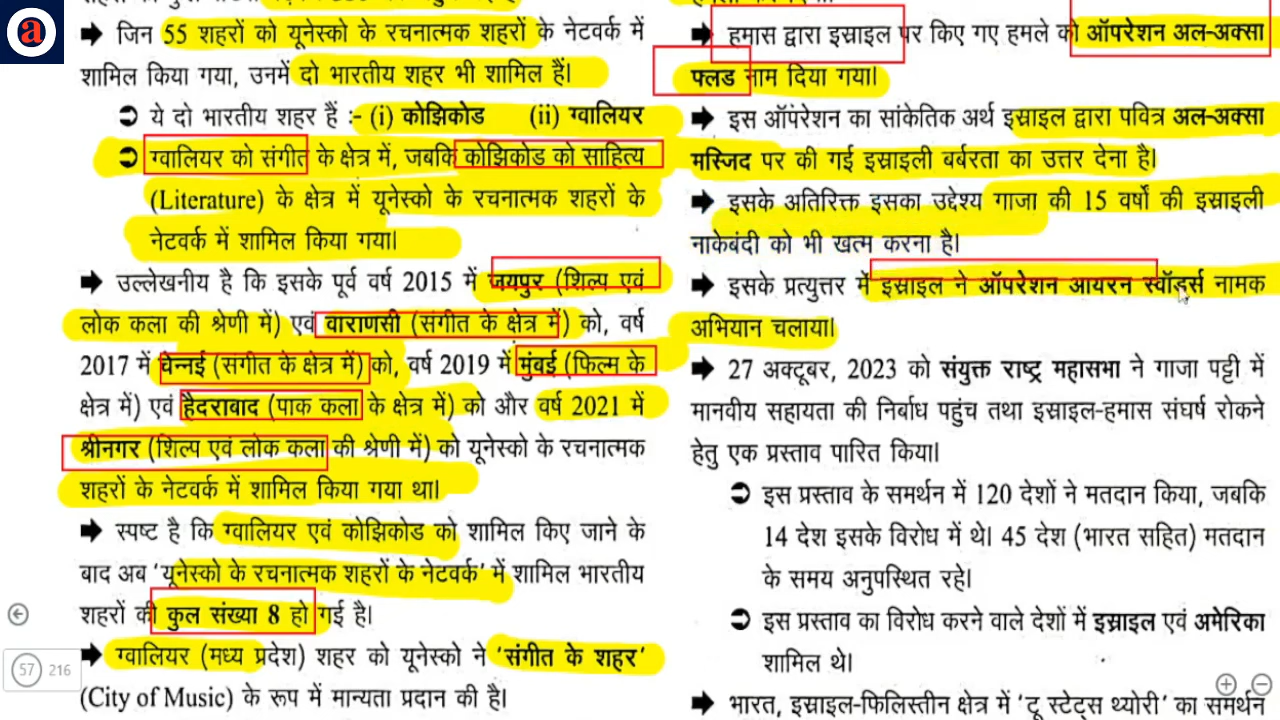 a
➡ जिन 55 शहरों को यूनेस्को के रचनात्मक शहरों के नेटवर्क में
शामिल किया गया, उनमें दो भारतीय शहर भी शामिल हैं।
➲ ये दो भारतीय शहर हैं :- (i) कोझिकोड (ii) ग्वालियर
➲ ग्वालियर को संगीत के क्षेत्र में, जबकि कोझिकोड को साहित्य
(Literature) के क्षेत्र में यूनेस्को के रचनात्मक शहरों के
नेटवर्क में शामिल किया गया।
➡ उल्लेखनीय है कि इसके पूर्व वर्ष 2015 में जयपुर (शिल्प एवं
लोक कला की श्रेणी में) एवं वाराणसी (संगीत के क्षेत्र में) को, वर्ष
2017 में चेन्नई (संगीत के क्षेत्र में) को, वर्ष 2019 में मुंबई (फिल्म के
क्षेत्र में) एवं हैदराबाद (पाक कला के क्षेत्र में) को और वर्ष 2021 में
श्रीनगर (शिल्प एवं लोक कला की श्रेणी में) को यूनेस्को के रचनात्मक
शहरों के नेटवर्क में शामिल किया गया था।
➡ स्पष्ट है कि ग्वालियर एवं कोझिकोड को शामिल किए जाने के
बाद अब 'यूनेस्को के रचनात्मक शहरों के नेटवर्क' में शामिल भारतीय
शहरों की कुल संख्या 8 हो गई है।
➡ ग्वालियर (मध्य प्रदेश) शहर को यूनेस्को ने 'संगीत के शहर'
(City of Music) के रूप में मान्यता प्रदान की है।
57 216
➡ हमास द्वारा इस्राइल पर किए गए हमले को ऑपरेशन अल-अक्सा
फ्लड नाम दिया गया।
➡ इस ऑपरेशन का सांकेतिक अर्थ इस्राइल द्वारा पवित्र अल-अक्सा
मस्जिद पर की गई इस्राइली बर्बरता का उत्तर देना है।
➡ इसके अतिरिक्त इसका उद्देश्य गाजा की 15 वर्षों की इस्राइली
नाकेबंदी को भी खत्म करना है।
➡ इसके प्रत्युत्तर में इस्राइल ने ऑपरेशन आयरन स्वॉर्ड्स नामक
अभियान चलाया।
➡ 27 अक्टूबर, 2023 को संयुक्त राष्ट्र महासभा ने गाजा पट्टी में
मानवीय सहायता की निर्बाध पहुंच तथा इस्राइल-हमास संघर्ष रोकने
हेतु एक प्रस्ताव पारित किया।
➲ इस प्रस्ताव के समर्थन में 120 देशों ने मतदान किया, जबकि
14 देश इसके विरोध में थे। 45 देश (भारत सहित) मतदान
के समय अनुपस्थित रहे।
➲ इस प्रस्ताव का विरोध करने वाले देशों में इस्राइल एवं अमेरिका
शामिल थे।
➡ भारत, इस्राइल-फिलिस्तीन क्षेत्र में 'टू स्टेट्स थ्योरी' का समर्थन